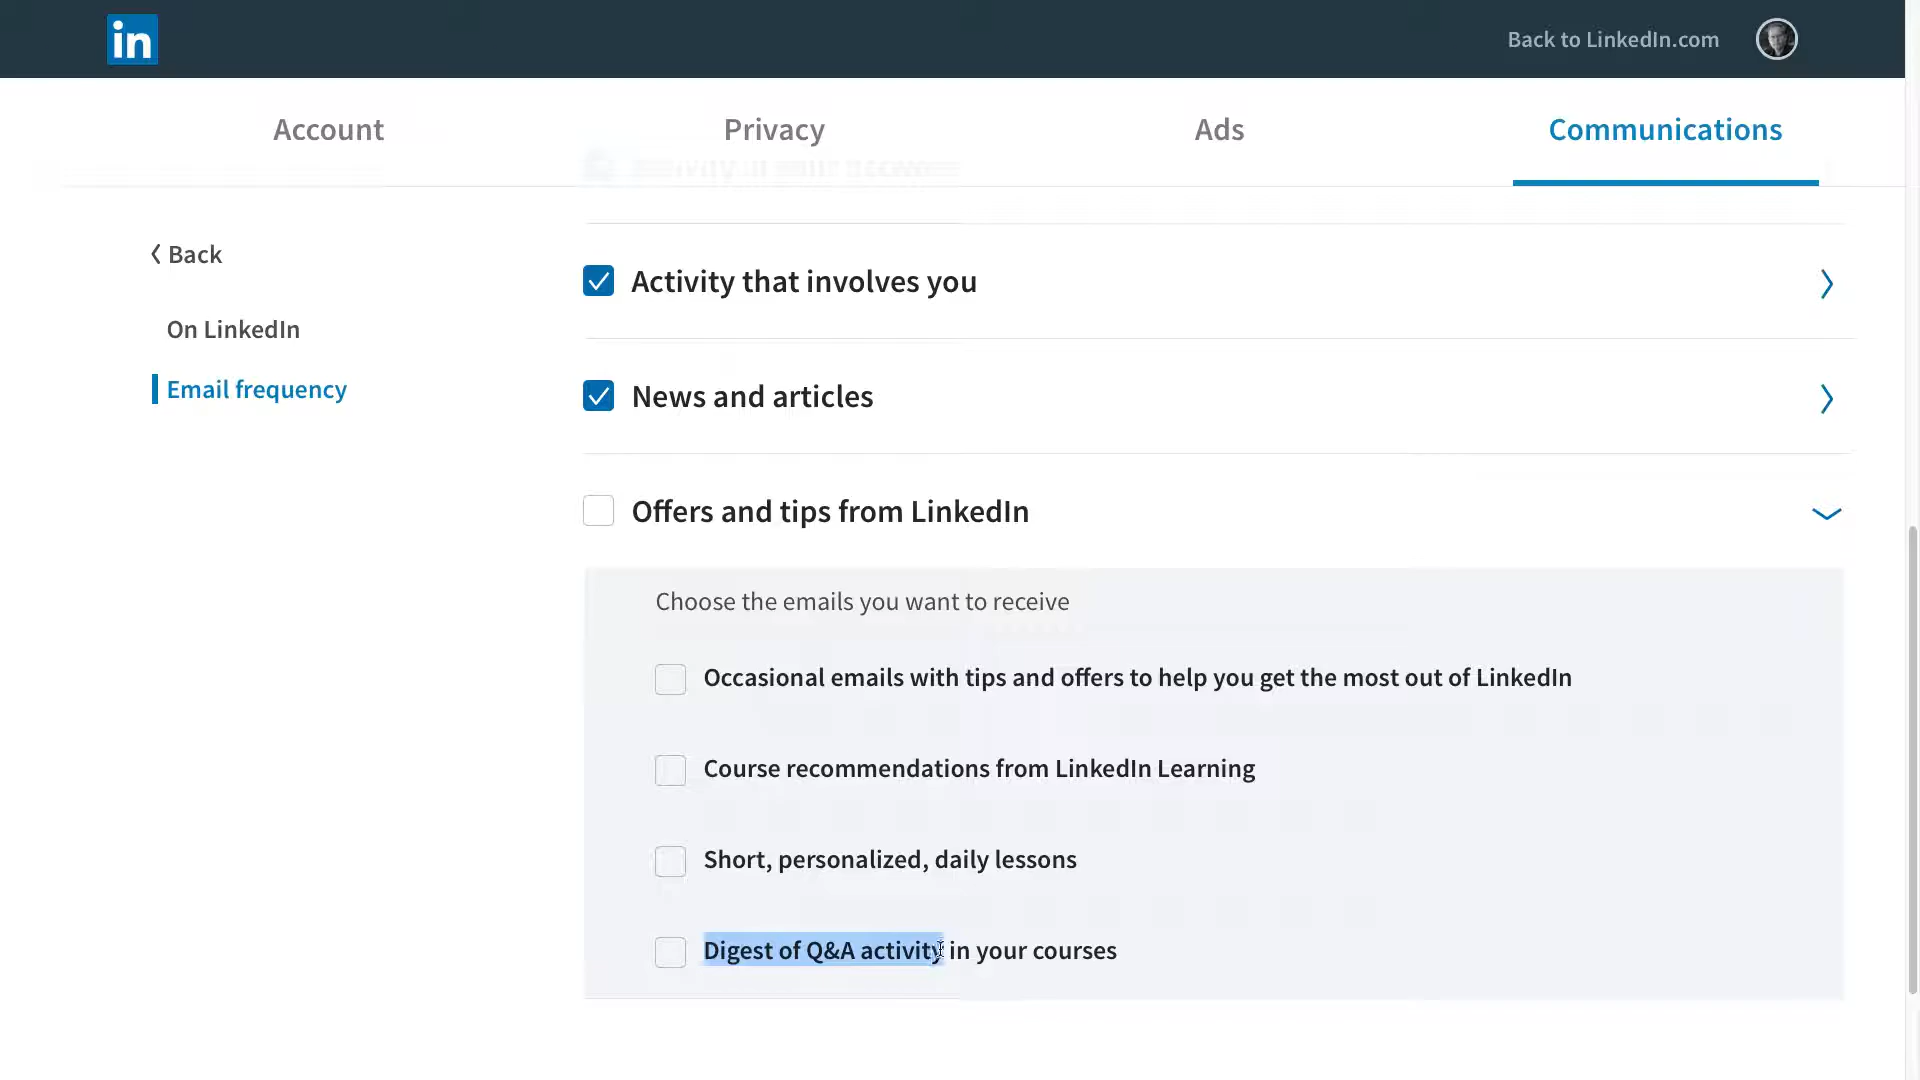 in
Back to LinkedIn.com
Account
Privacy
Ads
Communications
Back
On LinkedIn
Email frequency
Activity that involves you
News and articles
Offers and tips from LinkedIn
Choose the emails you want to receive
Occasional emails with tips and offers to help you get the most out of LinkedIn
Course recommendations from LinkedIn Learning
Short, personalized, daily lessons
Digest of Q&A activity in your courses